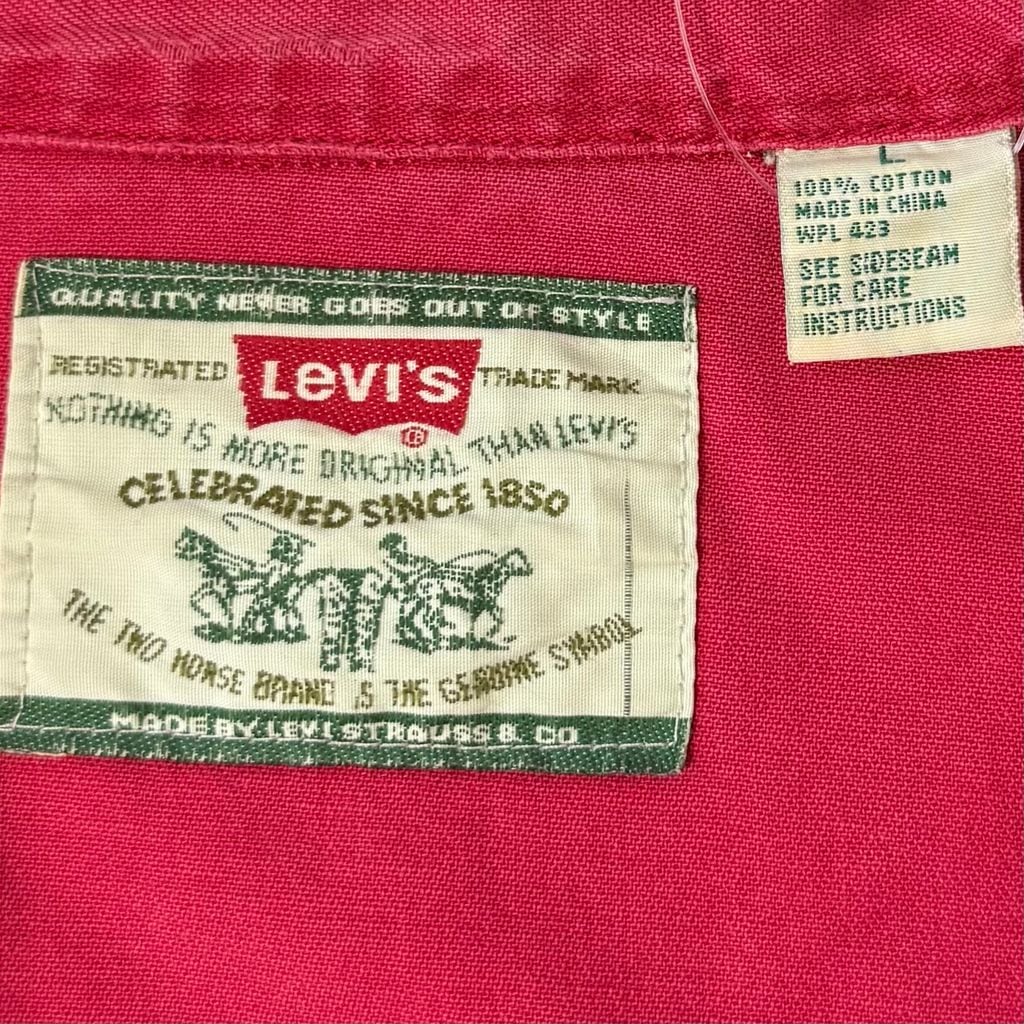 L
100% COTTON
MADE IN CHINA
WPL 423
SEE SIDESEAM
FOR CARE
INSTRUCTIONS
QUALITY NEVER GOES OUT OF STYLE
REGISTRATED LEVI'S TRADE MARK
®
NOTHING IS MORE ORIGINAL THAN LEVI'S
CELEBRATED SINCE 1850
THE TWO HORSE BRAND IS THE GENUINE SYMBOL
MADE BY LEVI STRAUSS & CO